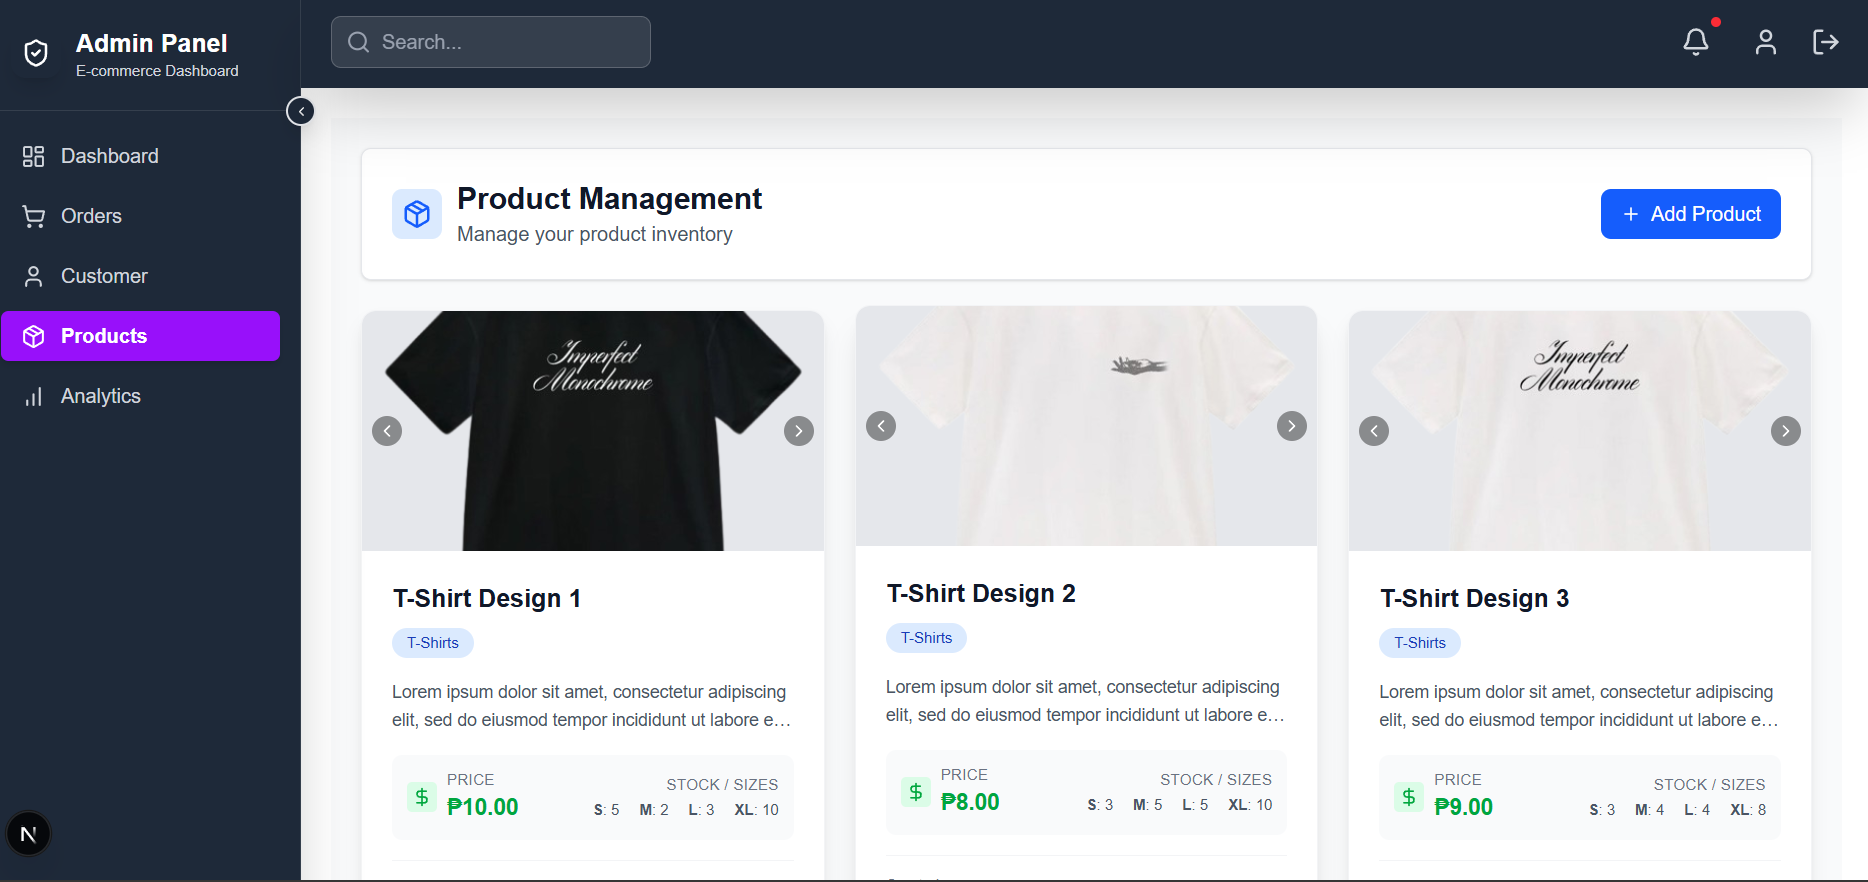 Admin Panel
E-commerce Dashboard
Search...
Dashboard
Orders
Customer
Products
Analytics
Product Management
Manage your product inventory
Add Product
Imperfect
Monochrome
T-Shirt Design 1
T-Shirts
Lorem ipsum dolor sit amet, consectetur adipiscing
elit, sed do eiusmod tempor incididunt ut labore e…
PRICE
₱10.00
STOCK / SIZES
S: 5 M: 2 L: 3 XL: 10
T-Shirt Design 2
T-Shirts
Lorem ipsum dolor sit amet, consectetur adipiscing
elit, sed do eiusmod tempor incididunt ut labore e…
PRICE
₱8.00
STOCK / SIZES
S: 3 M: 5 L: 5 XL: 10
Imperfect
Monochrome
T-Shirt Design 3
T-Shirts
Lorem ipsum dolor sit amet, consectetur adipiscing
elit, sed do eiusmod tempor incididunt ut labore e…
PRICE
₱9.00
STOCK / SIZES
S: 3 M: 4 L: 4 XL: 8
N